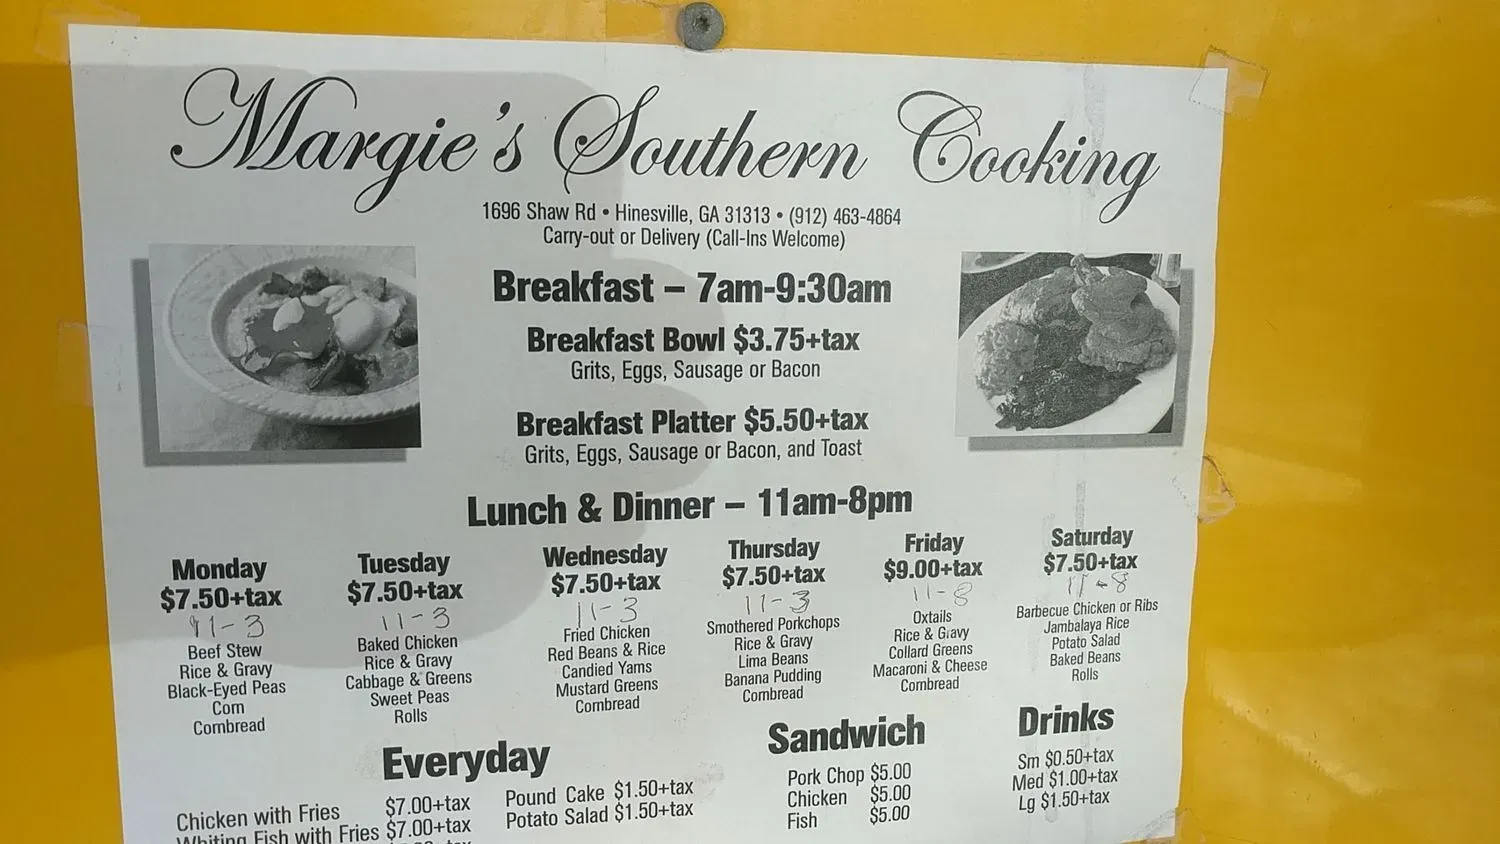 Margie's Southern Cooking
1696 Shaw Rd • Hinesville, GA 31313 • (912) 463-4864
Carry-out or Delivery (Call-Ins Welcome)
Breakfast – 7am-9:30am
Breakfast Bowl $3.75+tax
Grits, Eggs, Sausage or Bacon
Breakfast Platter $5.50+tax
Grits, Eggs, Sausage or Bacon, and Toast
Lunch & Dinner – 11am-8pm
Monday
$7.50+tax
11-3
Beef Stew
Rice & Gravy
Black-Eyed Peas
Corn
Cornbread
Tuesday
$7.50+tax
11-3
Baked Chicken
Rice & Gravy
Cabbage & Greens
Sweet Peas
Rolls
Wednesday
$7.50+tax
11-3
Fried Chicken
Red Beans & Rice
Candied Yams
Mustard Greens
Cornbread
Thursday
$7.50+tax
11-3
Smothered Porkchops
Rice & Gravy
Lima Beans
Banana Pudding
Cornbread
Friday
$9.00+tax
11-8
Oxtails
Rice & Gravy
Collard Greens
Macaroni & Cheese
Cornbread
Saturday
$7.50+tax
11-8
Barbecue Chicken or Ribs
Jambalaya Rice
Potato Salad
Baked Beans
Rolls
Everyday
Chicken with Fries $7.00+tax
Whiting Fish with Fries $7.00+tax
Pound Cake $1.50+tax
Potato Salad $1.50+tax
Sandwich
Pork Chop $5.00
Chicken $5.00
Fish $5.00
Drinks
Sm $0.50+tax
Med $1.00+tax
Lg $1.50+tax